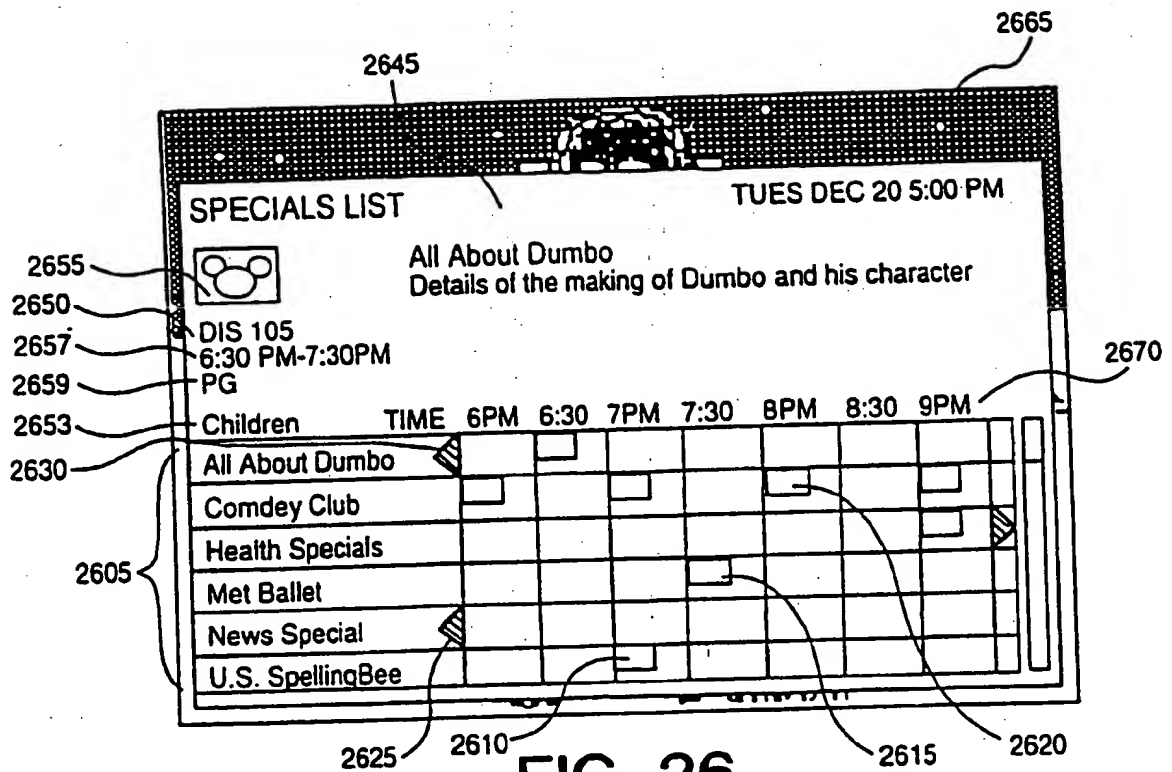 2665
2645
SPECIALS LIST
TUES DEC 20 5:00 PM
All About Dumbo
Details of the making of Dumbo and his character
2655
2650
DIS 105
2657
6:30 PM-7:30PM
2659
PG
2670
2653
Children TIME 6PM 6:30 7PM 7:30 8PM 8:30 9PM
2630
All About Dumbo
Comdey Club
Health Specials
2605
Met Ballet
News Special
U.S. SpellingBee
2625
2610
2615
2620
FIG. 26